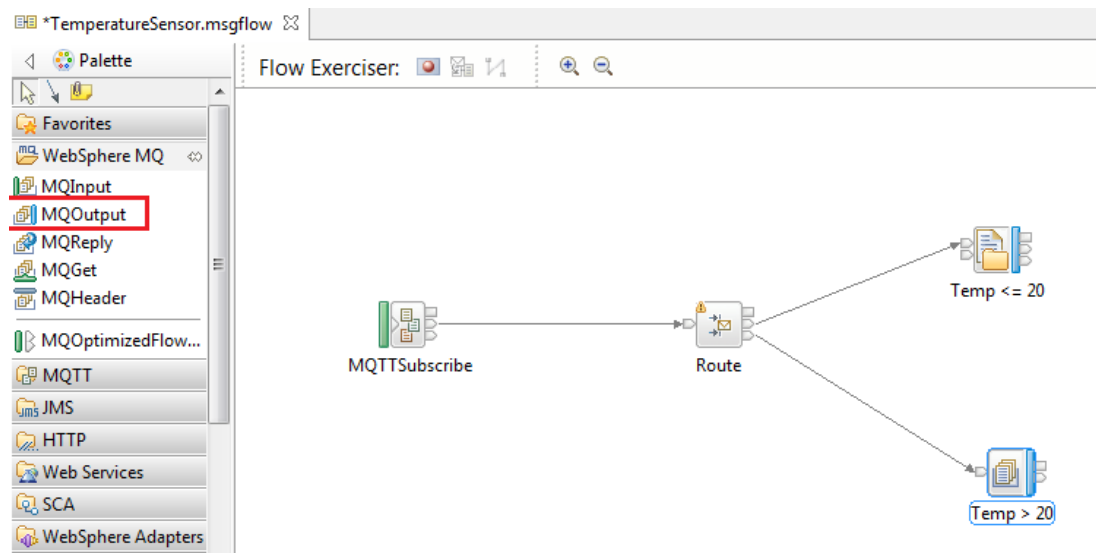 *TemperatureSensor.msgflow
Palette
Flow Exerciser:
Favorites
WebSphere MQ
MQInput
MQOutput
MQReply
MQGet
MQHeader
MQOptimizedFlow...
MQTT
JMS
HTTP
Web Services
SCA
WebSphere Adapters
MQTTSubscribe
Route
Temp <= 20
Temp > 20